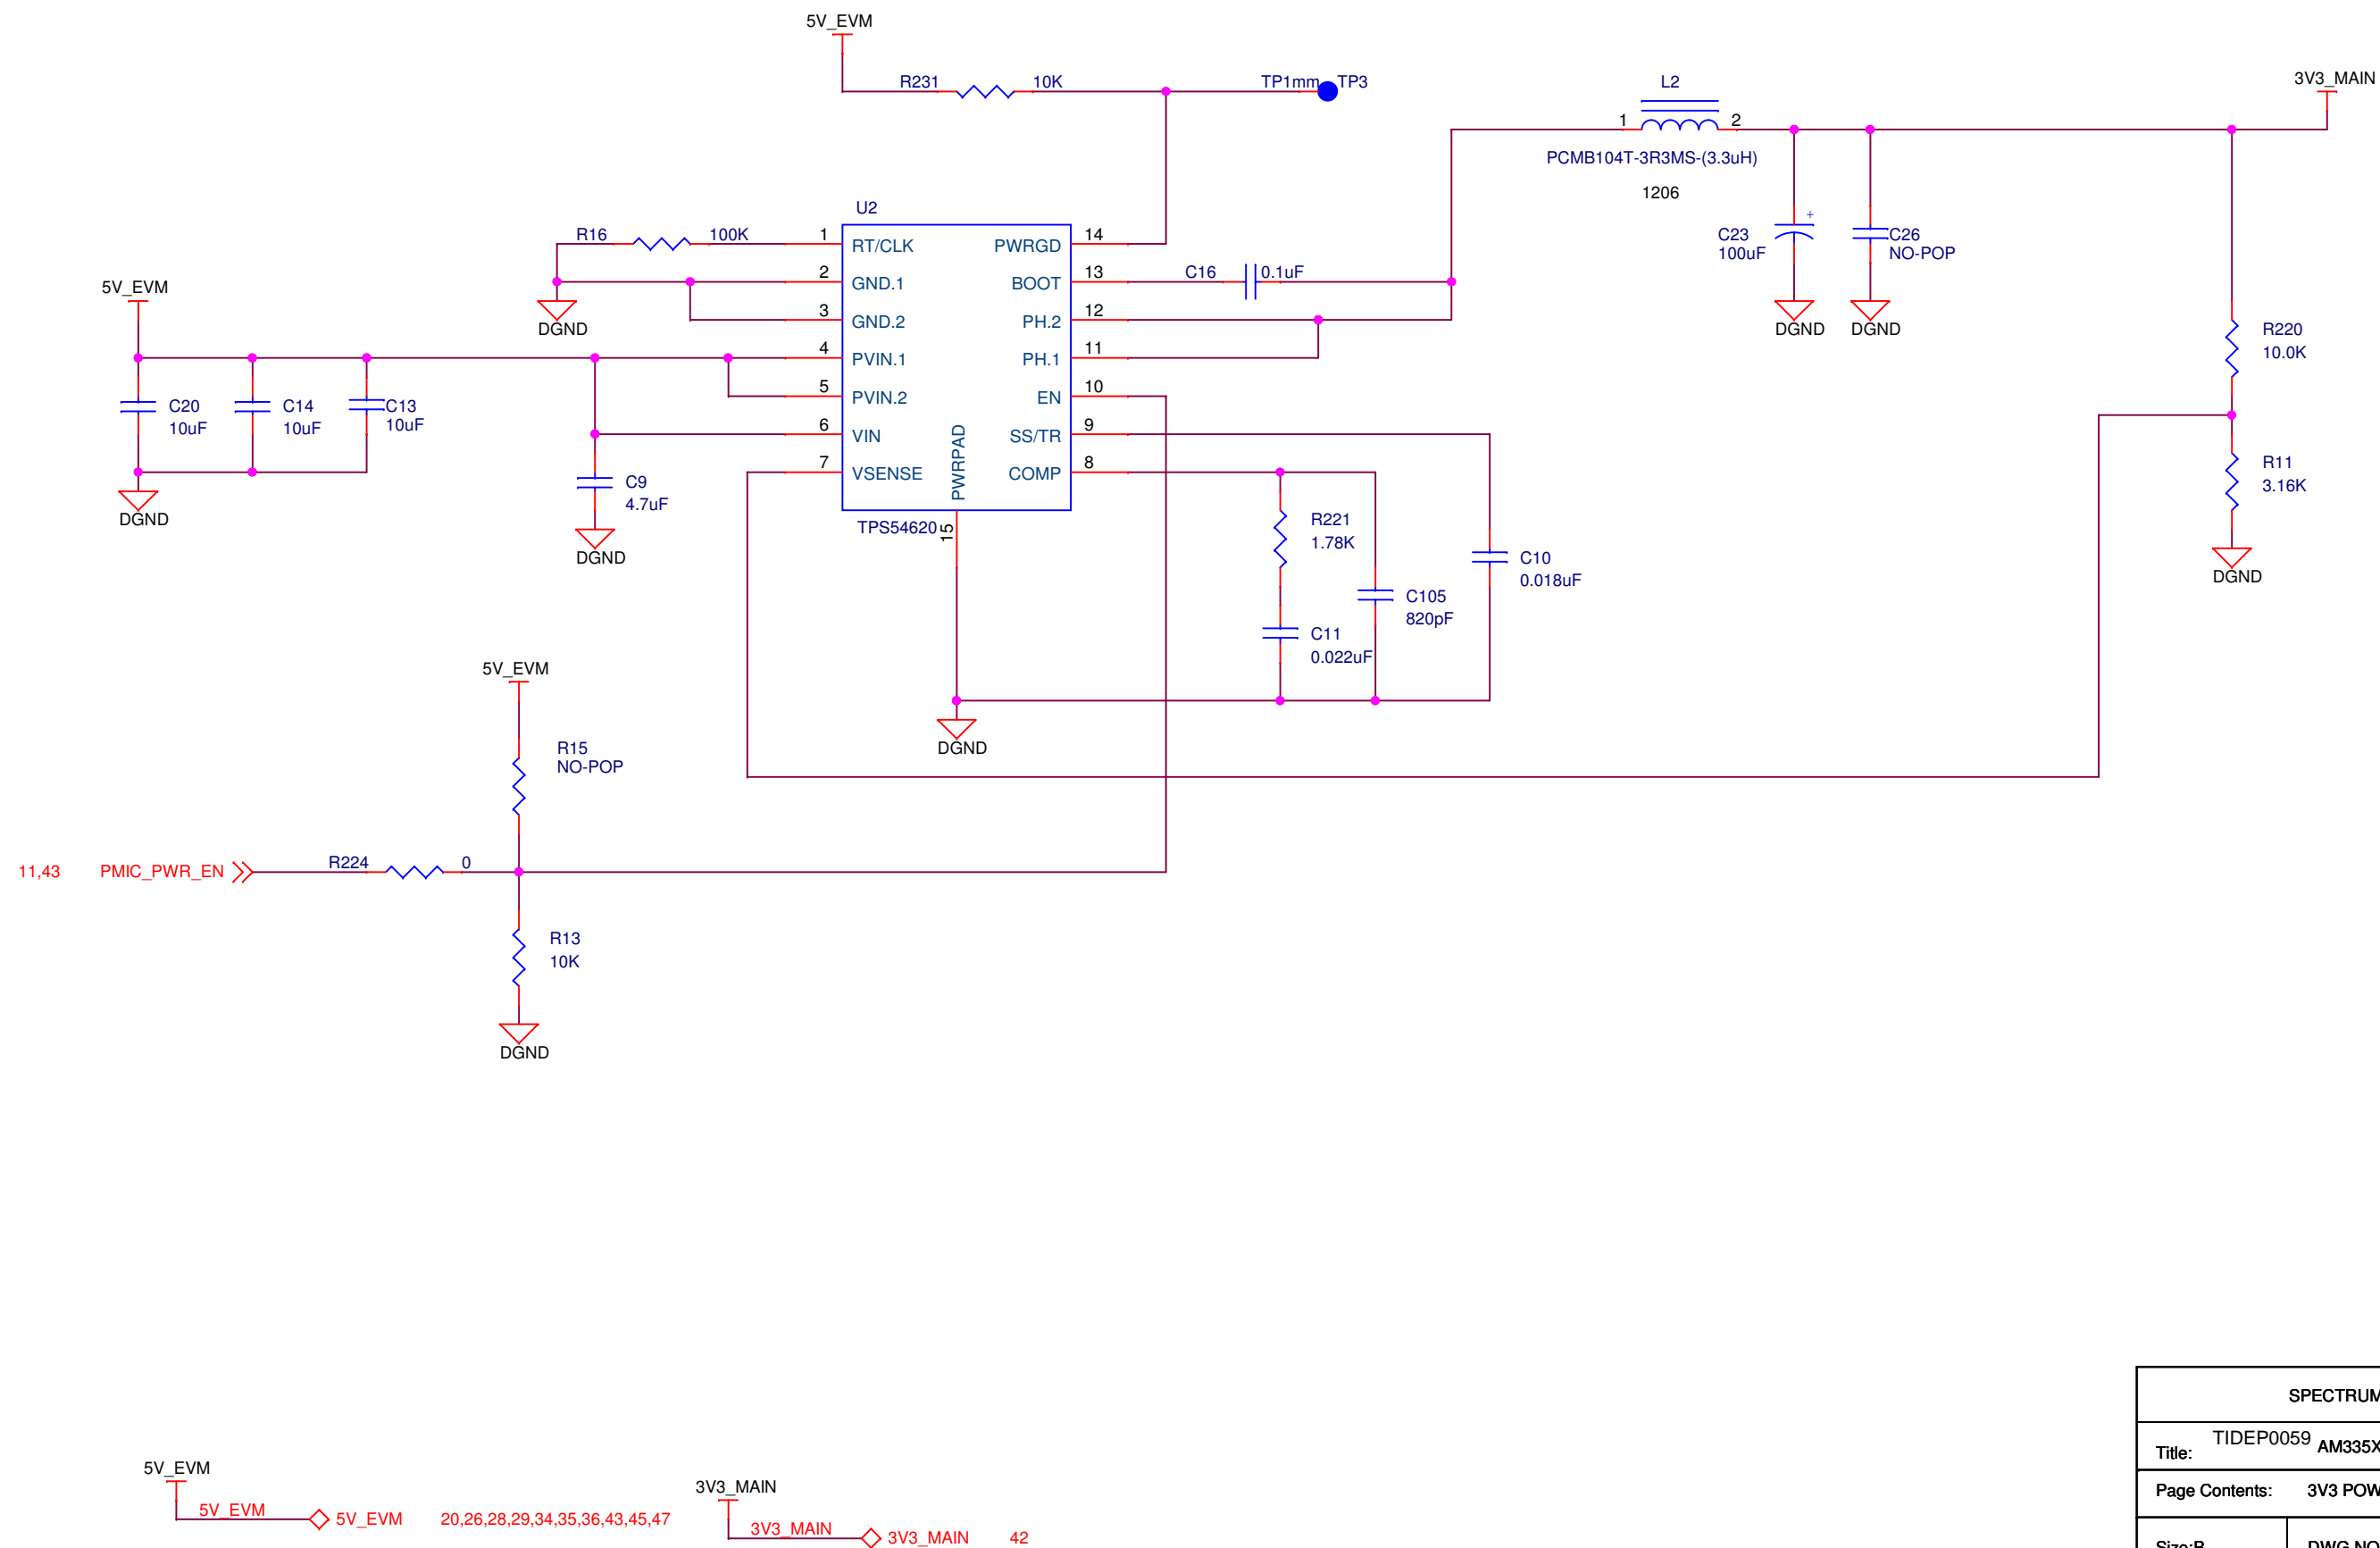 5V_EVM
R231 10K TP1mm TP3
L2
3V3_MAIN
1 2
PCMB104T-3R3MS-(3.3uH)
1206
C23
100uF
+
C26
NO-POP
DGND DGND
U2
R16 100K
DGND
1 RT/CLK
2 GND.1
3 GND.2
4 PVIN.1
5 PVIN.2
6 VIN
7 VSENSE
PWRGD 14
BOOT 13
PH.2 12
PH.1 11
EN 10
SS/TR 9
COMP 8
PWRPAD
15
TPS54620
C16 0.1uF
5V_EVM
C20
10uF
C14
10uF
C13
10uF
DGND
C9
4.7uF
DGND
R220
10.0K
R11
3.16K
DGND
R221
1.78K
C11
0.022uF
C105
820pF
C10
0.018uF
DGND
5V_EVM
R15
NO-POP
11,43 PMIC_PWR_EN R224 0
R13
10K
DGND
5V_EVM
5V_EVM 5V_EVM 20,26,28,29,34,35,36,43,45,47
3V3_MAIN
3V3_MAIN 3V3_MAIN 42
SPECTRUM
Title: TIDEP0059 AM335X
Page Contents: 3V3 POW
Size:B DWG NO